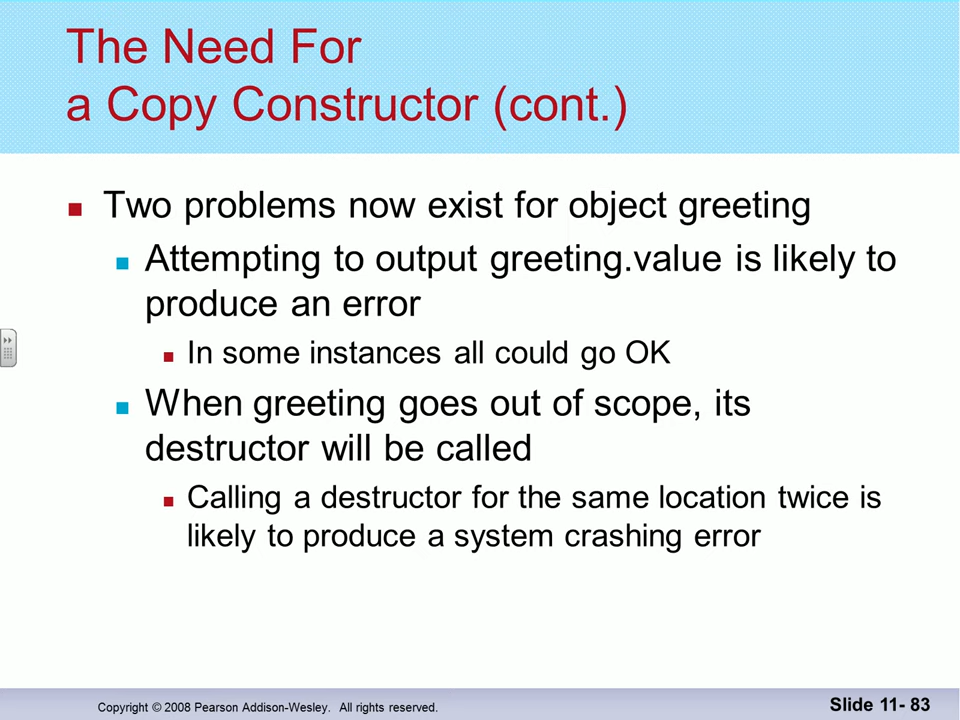 The Need For
a Copy Constructor (cont.)
Two problems now exist for object greeting
Attempting to output greeting.value is likely to
produce an error
In some instances all could go OK
When greeting goes out of scope, its
destructor will be called
Calling a destructor for the same location twice is
likely to produce a system crashing error
Copyright © 2008 Pearson Addison-Wesley. All rights reserved.
Slide 11- 83